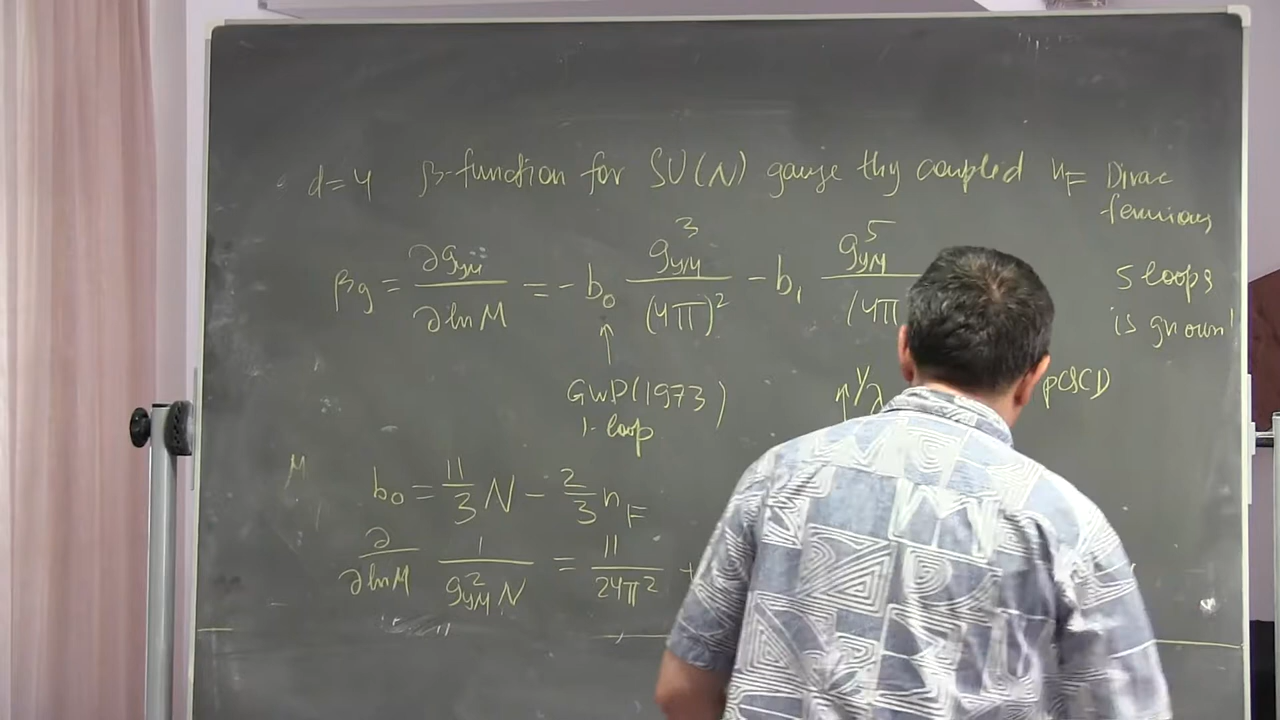 d=4 β-function for SU(N) gauge thy coupled n_F Dirac
fermions
β_g = ∂g_YM / ∂lnM = -b_0 g_YM^3 / (4π)^2 - b_1 g_YM^5 / (4π
5 loops
is known!
↑
GWP(1973)
1-loop
pQCD
M
b_0 = 11/3 N - 2/3 n_F
∂/∂lnM 1/(g_YM^2 N) = 11/(24π^2) +